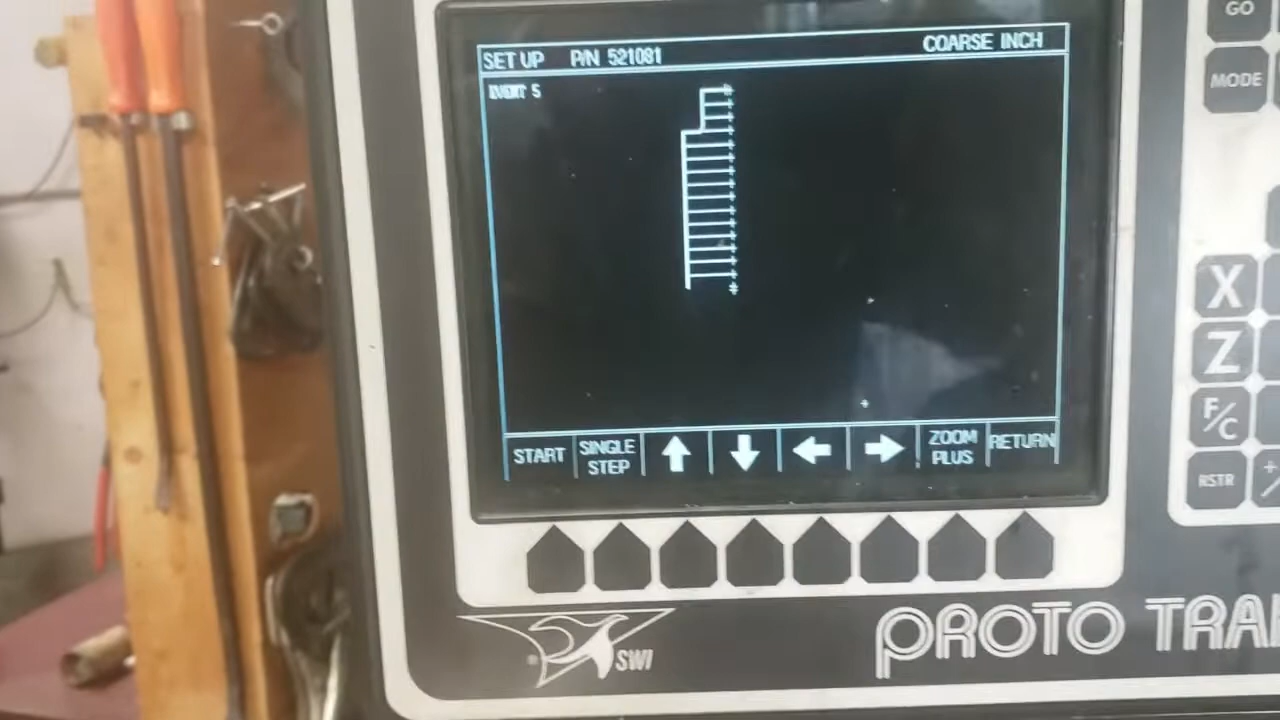 SET UP P/N 521081 COARSE INCH
EVENT 5
START SINGLE STEP ZOOM PLUS RETURN
GO
MODE
X
Z
F/C
RSTR
® SWI
PROTO TRA